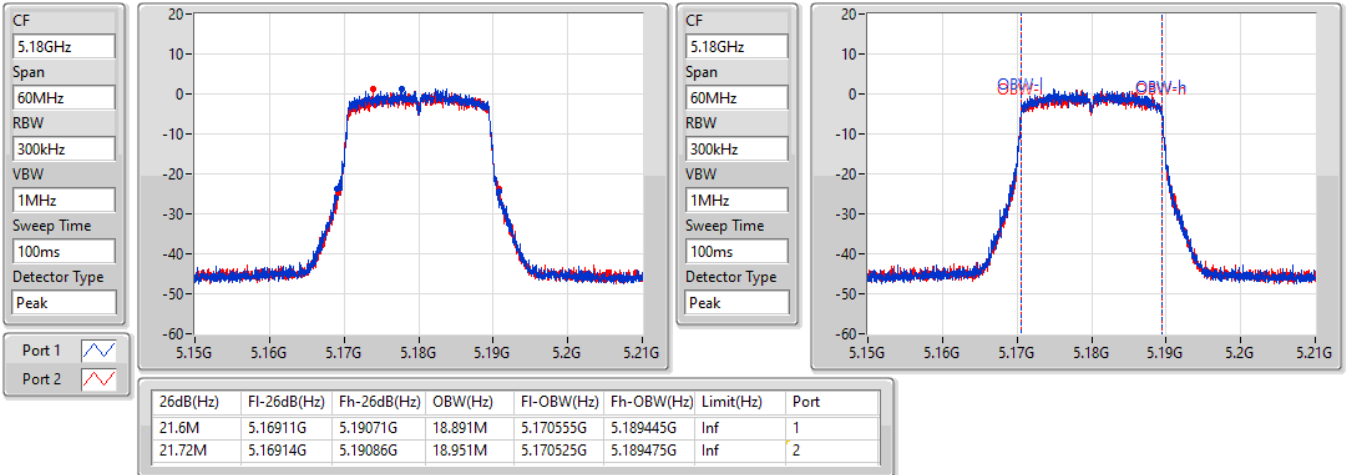 CF
5.18GHz
Span
60MHz
RBW
300kHz
VBW
1MHz
Sweep Time
100ms
Detector Type
Peak
Port 1
Port 2
20
10
0
-10
-20
-30
-40
-50
-60
5.15G 5.16G 5.17G 5.18G 5.19G 5.2G 5.21G
CF
5.18GHz
Span
60MHz
RBW
300kHz
VBW
1MHz
Sweep Time
100ms
Detector Type
Peak
20
10
0
-10
-20
-30
-40
-50
-60
OBW-l OBW-h
5.15G 5.16G 5.17G 5.18G 5.19G 5.2G 5.21G
26dB(Hz) Fl-26dB(Hz) Fh-26dB(Hz) OBW(Hz) Fl-OBW(Hz) Fh-OBW(Hz) Limit(Hz) Port
21.6M 5.16911G 5.19071G 18.891M 5.170555G 5.189445G Inf 1
21.72M 5.16914G 5.19086G 18.951M 5.170525G 5.189475G Inf 2